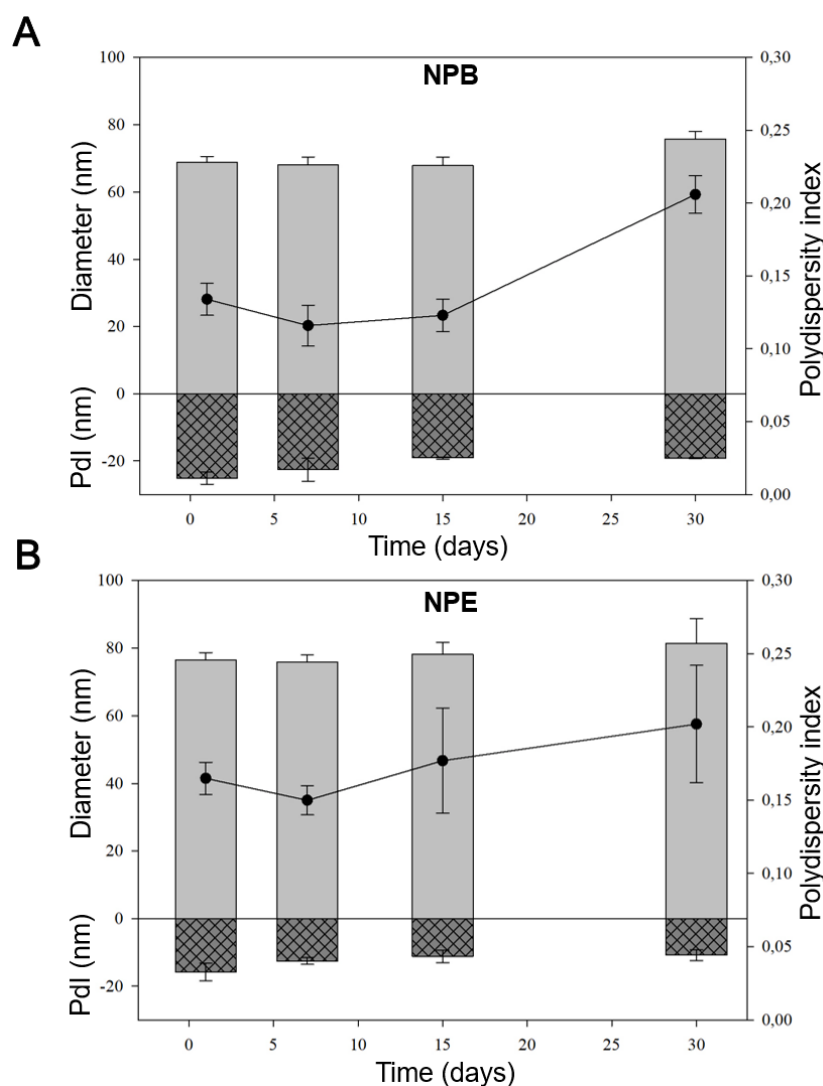 A
NPB
100
80
60
40
20
0
-20
Diameter (nm)
PdI (nm)
0,30
0,25
0,20
0,15
0,10
0,05
0,00
Polydispersity index
0 5 10 15 20 25 30
Time (days)
B
NPE
100
80
60
40
20
0
-20
Diameter (nm)
PdI (nm)
0,30
0,25
0,20
0,15
0,10
0,05
0,00
Polydispersity index
0 5 10 15 20 25 30
Time (days)